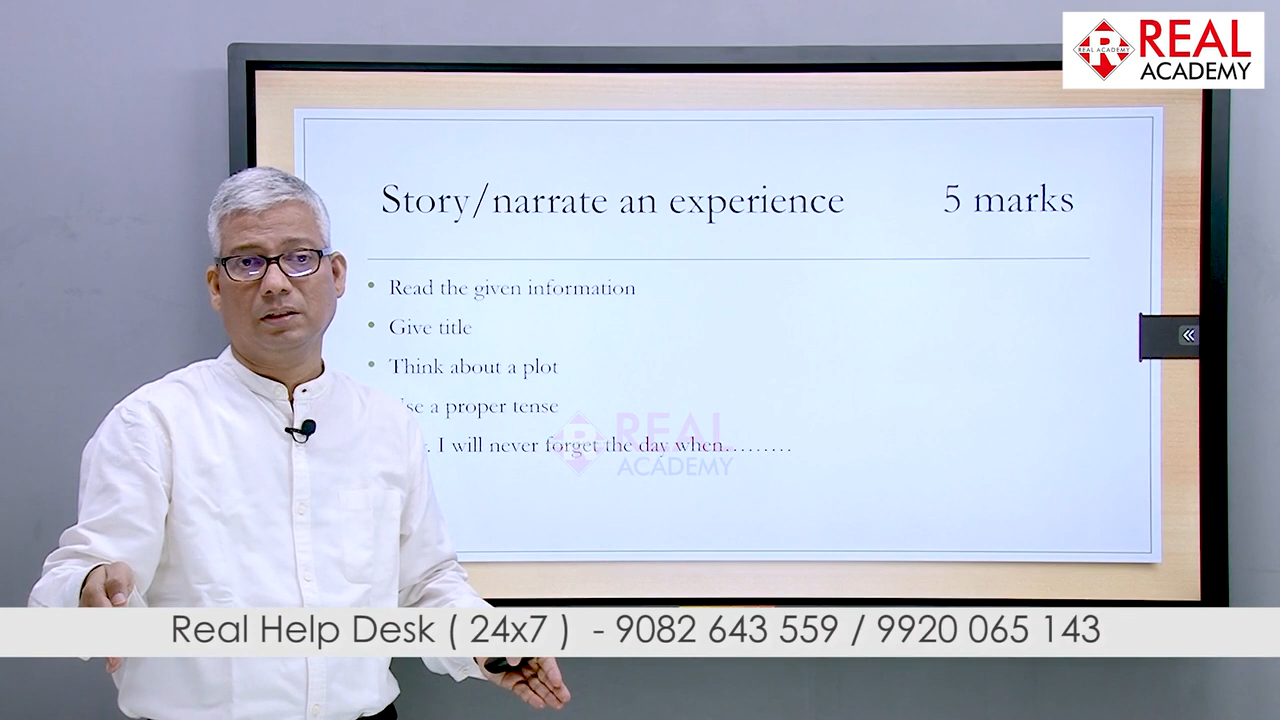 REAL
ACADEMY
REAL ACADEMY
Story/narrate an experience 5 marks
Read the given information
Give title
Think about a plot
se a proper tense
. I will never forget the day when.........
REAL
ACADEMY
Real Help Desk ( 24x7 ) - 9082 643 559 / 9920 065 143